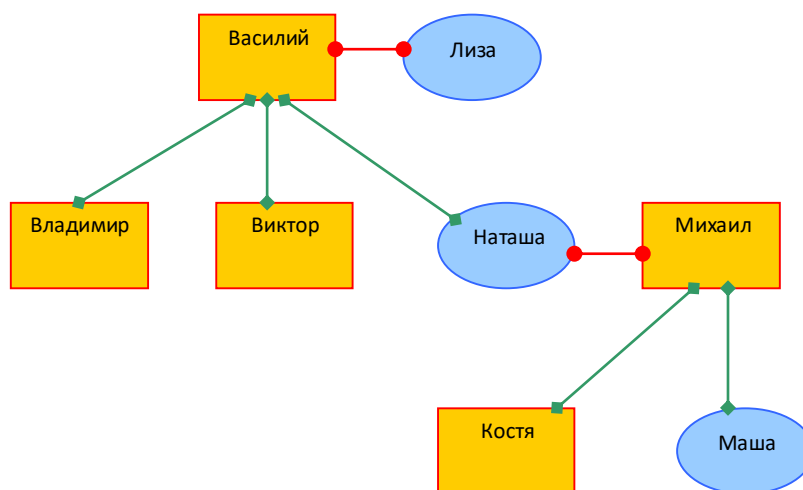 Василий
Лиза
Владимир
Виктор
Наташа
Михаил
Костя
Маша